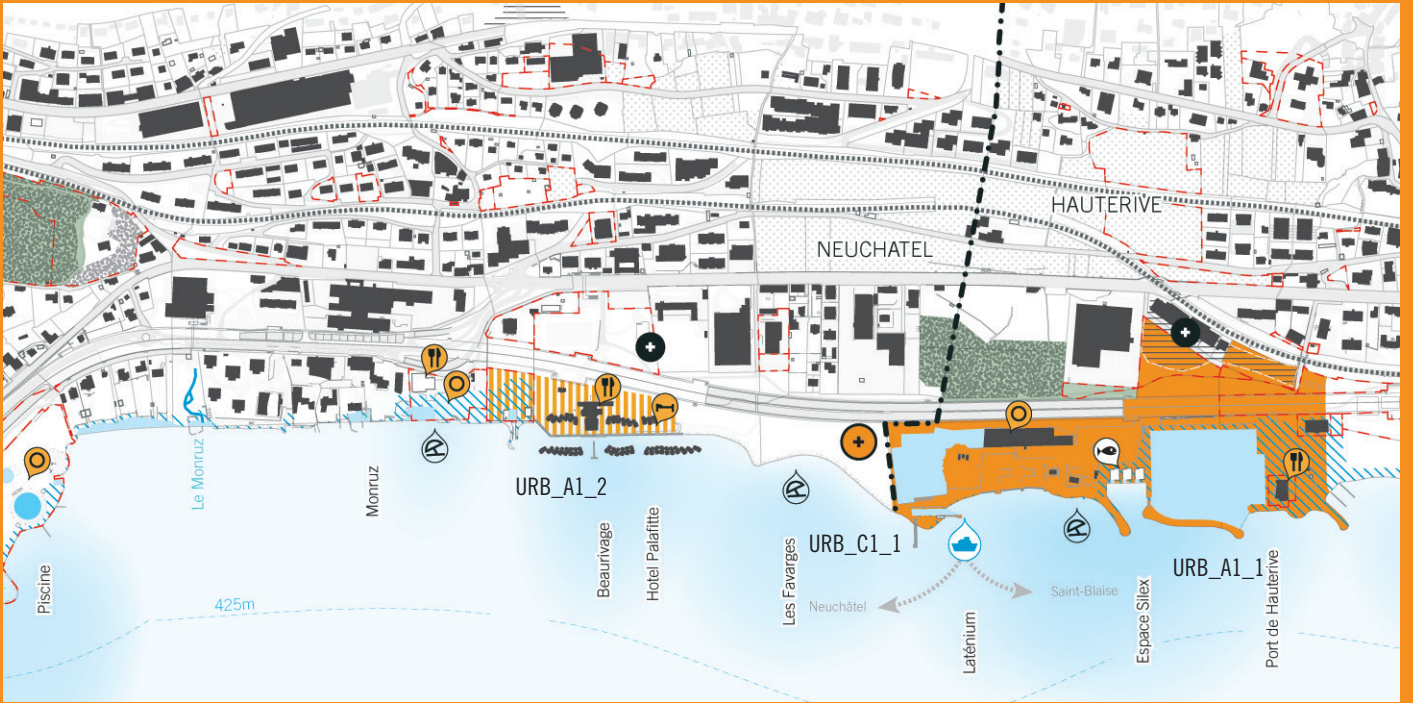 HAUTERIVE
NEUCHATEL
Le Monruz
Monruz
URB_A1_2
Beaurivage
Hotel Palafitte
Les Favarges
URB_C1_1
Laténium
Neuchâtel
Saint-Blaise
Espace Silex
URB_A1_1
Port de Hauterive
Piscine
425m